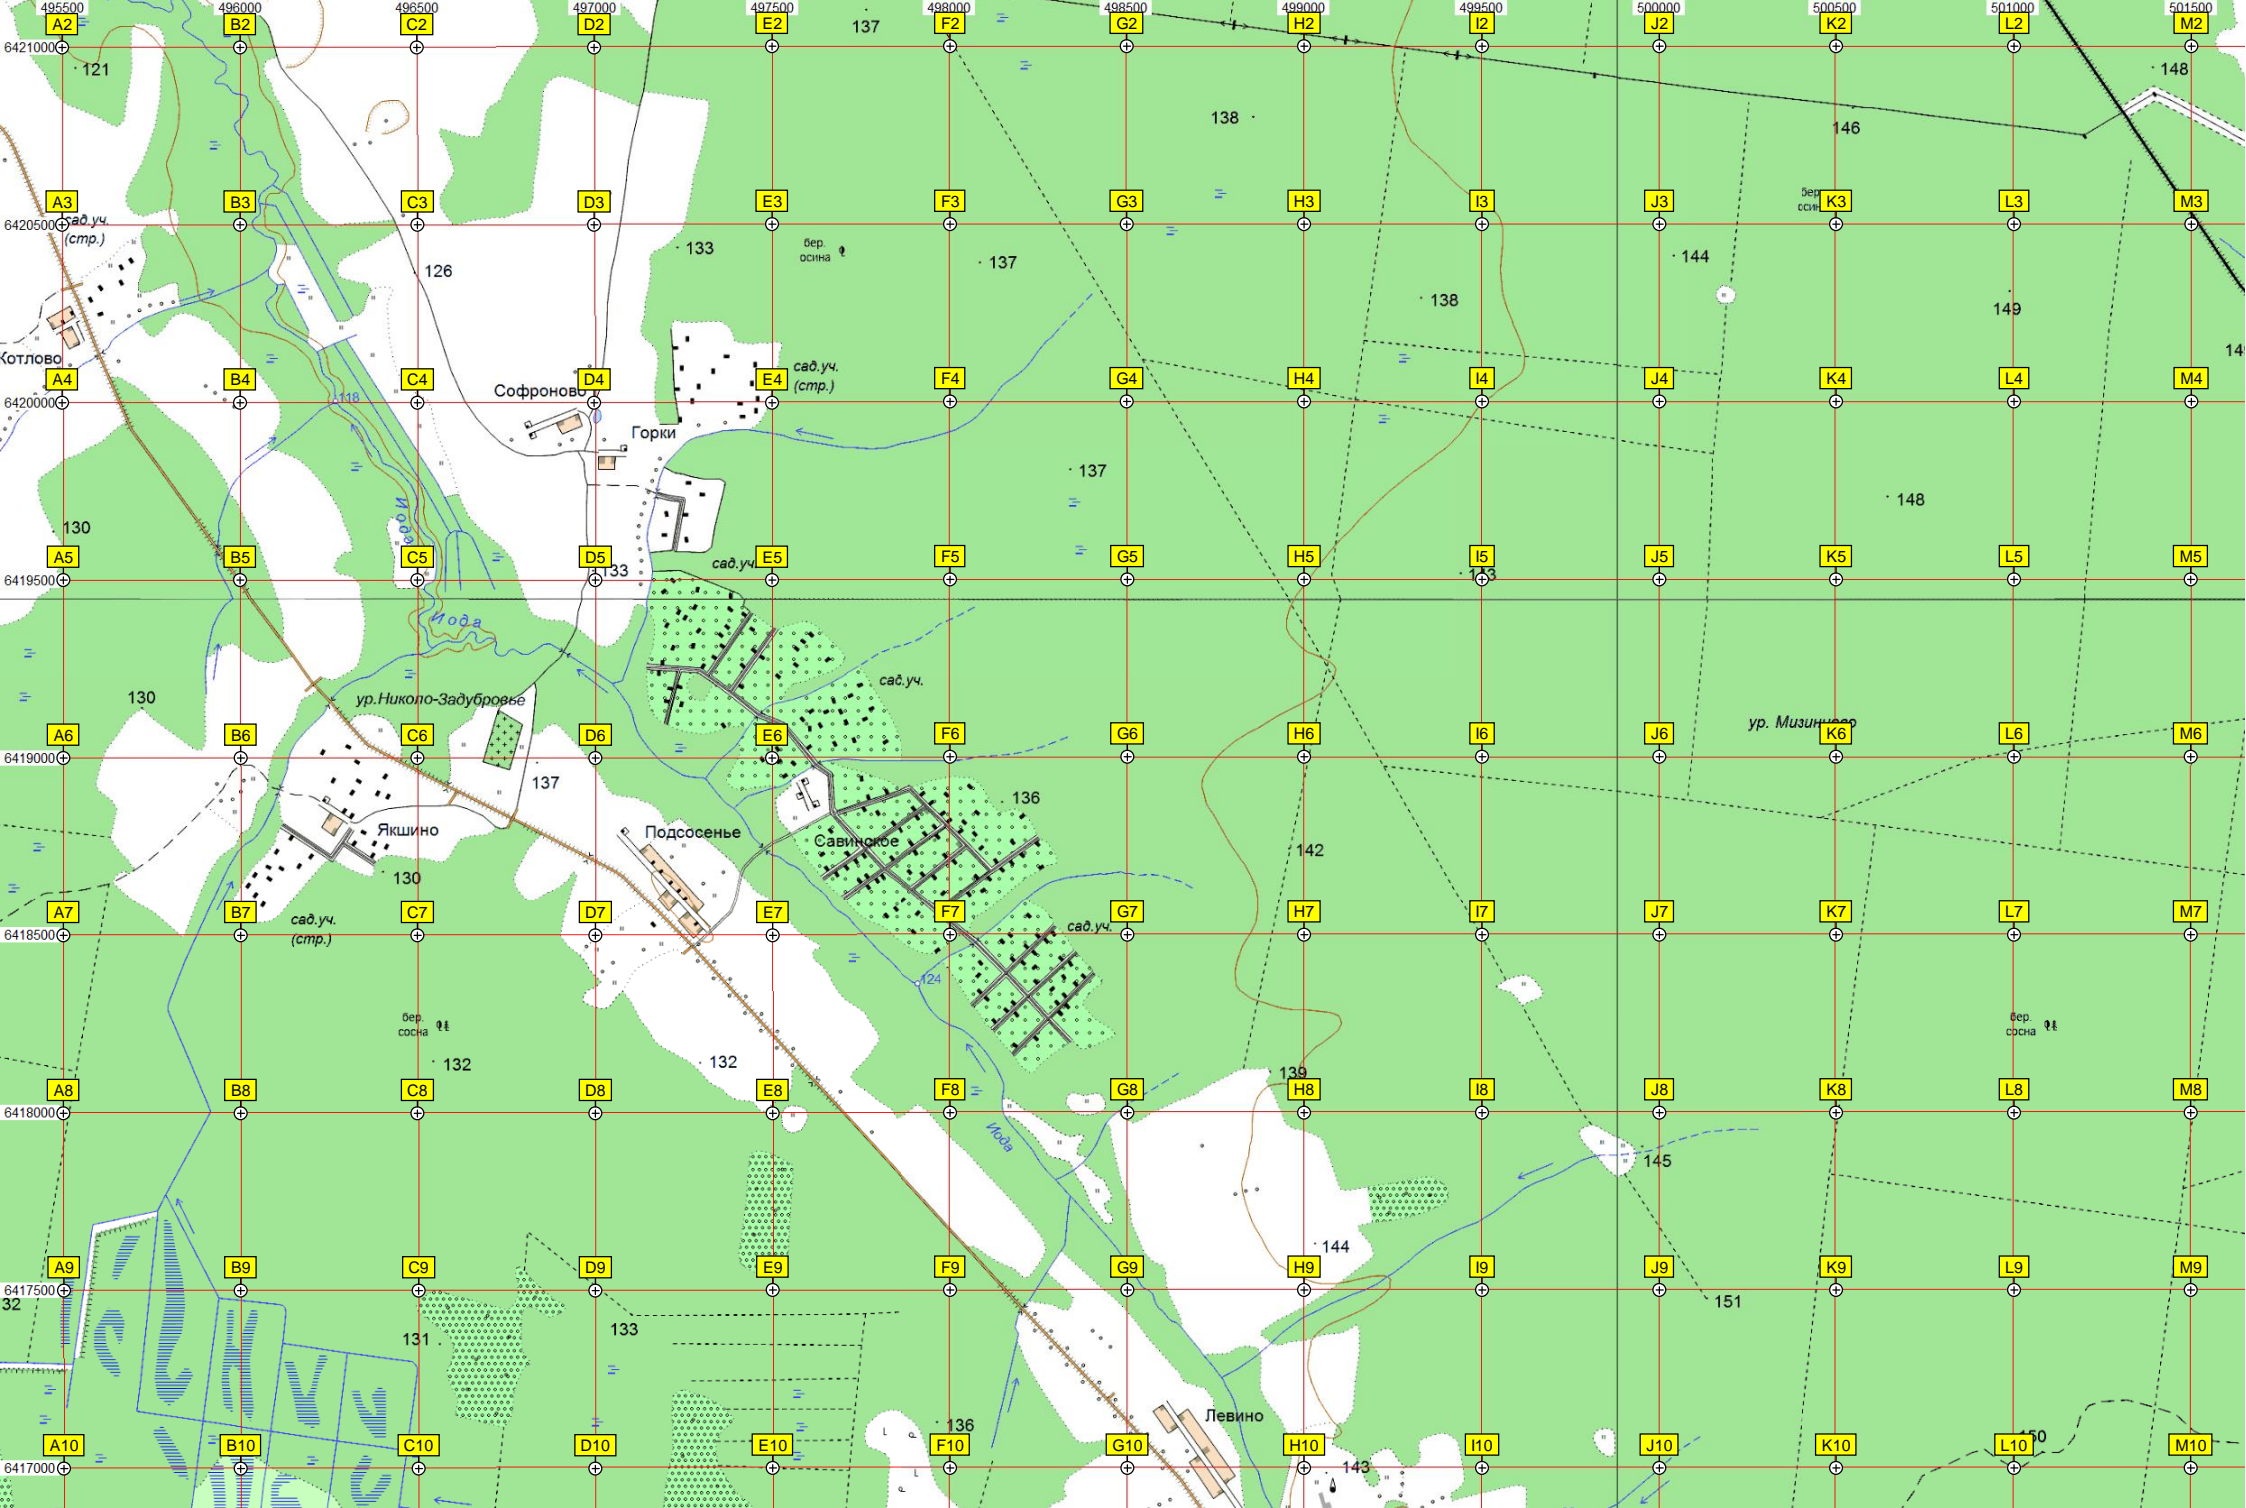 495500 496000 496500 497000 497500 498000 498500 499000 499500 500000 500500 501000 501500
A2 B2 C2 D2 E2 F2 G2 H2 I2 J2 K2 L2 M2
137
6421000
121
148
138
146
A3 B3 C3 D3 E3 F3 G3 H3 I3 J3 K3 L3 M3
бер.
осин
6420500
сад.уч.
(стр.)
133
бер.
осина
137
144
126
138
149
Котлово
сад.уч.
(стр.)
A4 B4 C4 D4 E4 F4 G4 H4 I4 J4 K4 L4 M4
6420000
118
Софроново
Горки
137
148
Иода
130
A5 B5 C5 D5 E5 F5 G5 H5 I5 J5 K5 L5 M5
6419500
133
сад.уч.
143
Иода
сад.уч.
130
ур.Николо-Задубровье
ур. Мизинцево
A6 B6 C6 D6 E6 F6 G6 H6 I6 J6 K6 L6 M6
6419000
137
136
Якшино
Подсосенье
Савинское
142
130
A7 B7 C7 D7 E7 F7 G7 H7 I7 J7 K7 L7 M7
6418500
сад.уч.
(стр.)
сад.уч.
124
бер.
сосна
бер.
сосна
132
132
139
A8 B8 C8 D8 E8 F8 G8 H8 I8 J8 K8 L8 M8
6418000
Иода
145
144
A9 B9 C9 D9 E9 F9 G9 H9 I9 J9 K9 L9 M9
6417500
32
151
131
133
Левино
136
A10 B10 C10 D10 E10 F10 G10 H10 I10 J10 K10 L10 M10
150
6417000
143